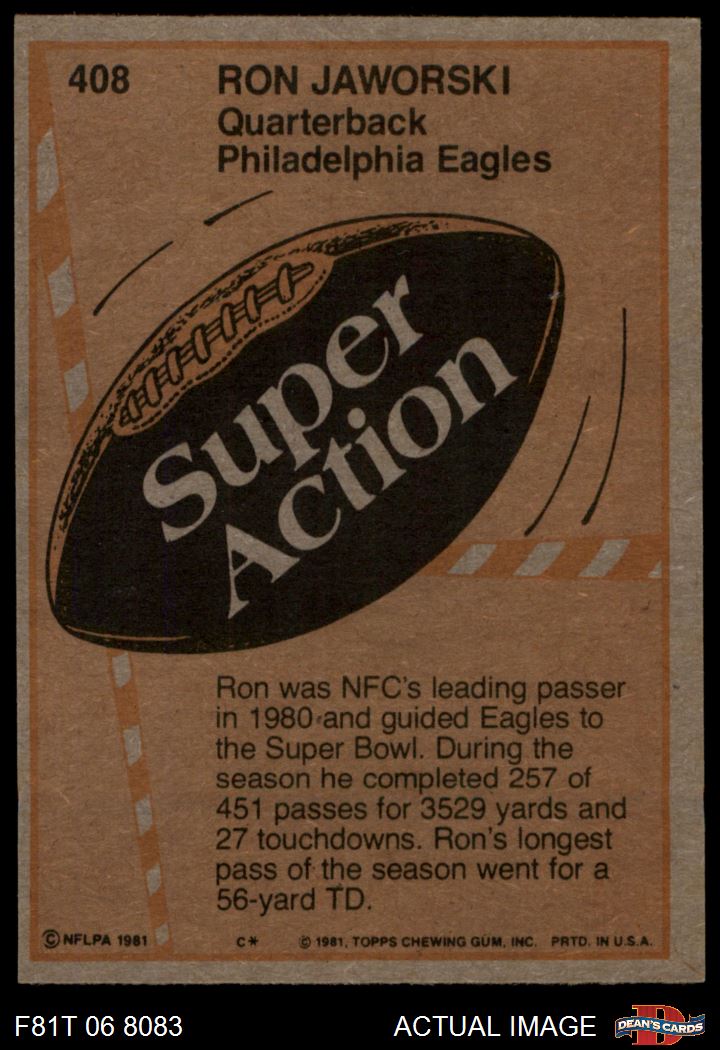 408
RON JAWORSKI
Quarterback
Philadelphia Eagles
Super
Action
Ron was NFC's leading passer
in 1980 and guided Eagles to
the Super Bowl. During the
season he completed 257 of
451 passes for 3529 yards and
27 touchdowns. Ron's longest
pass of the season went for a
56-yard TD.
© NFLPA 1981 C* © 1981, TOPPS CHEWING GUM, INC. PRTD. IN U.S.A.
F81T 06 8083 ACTUAL IMAGE D DEAN'S CARDS